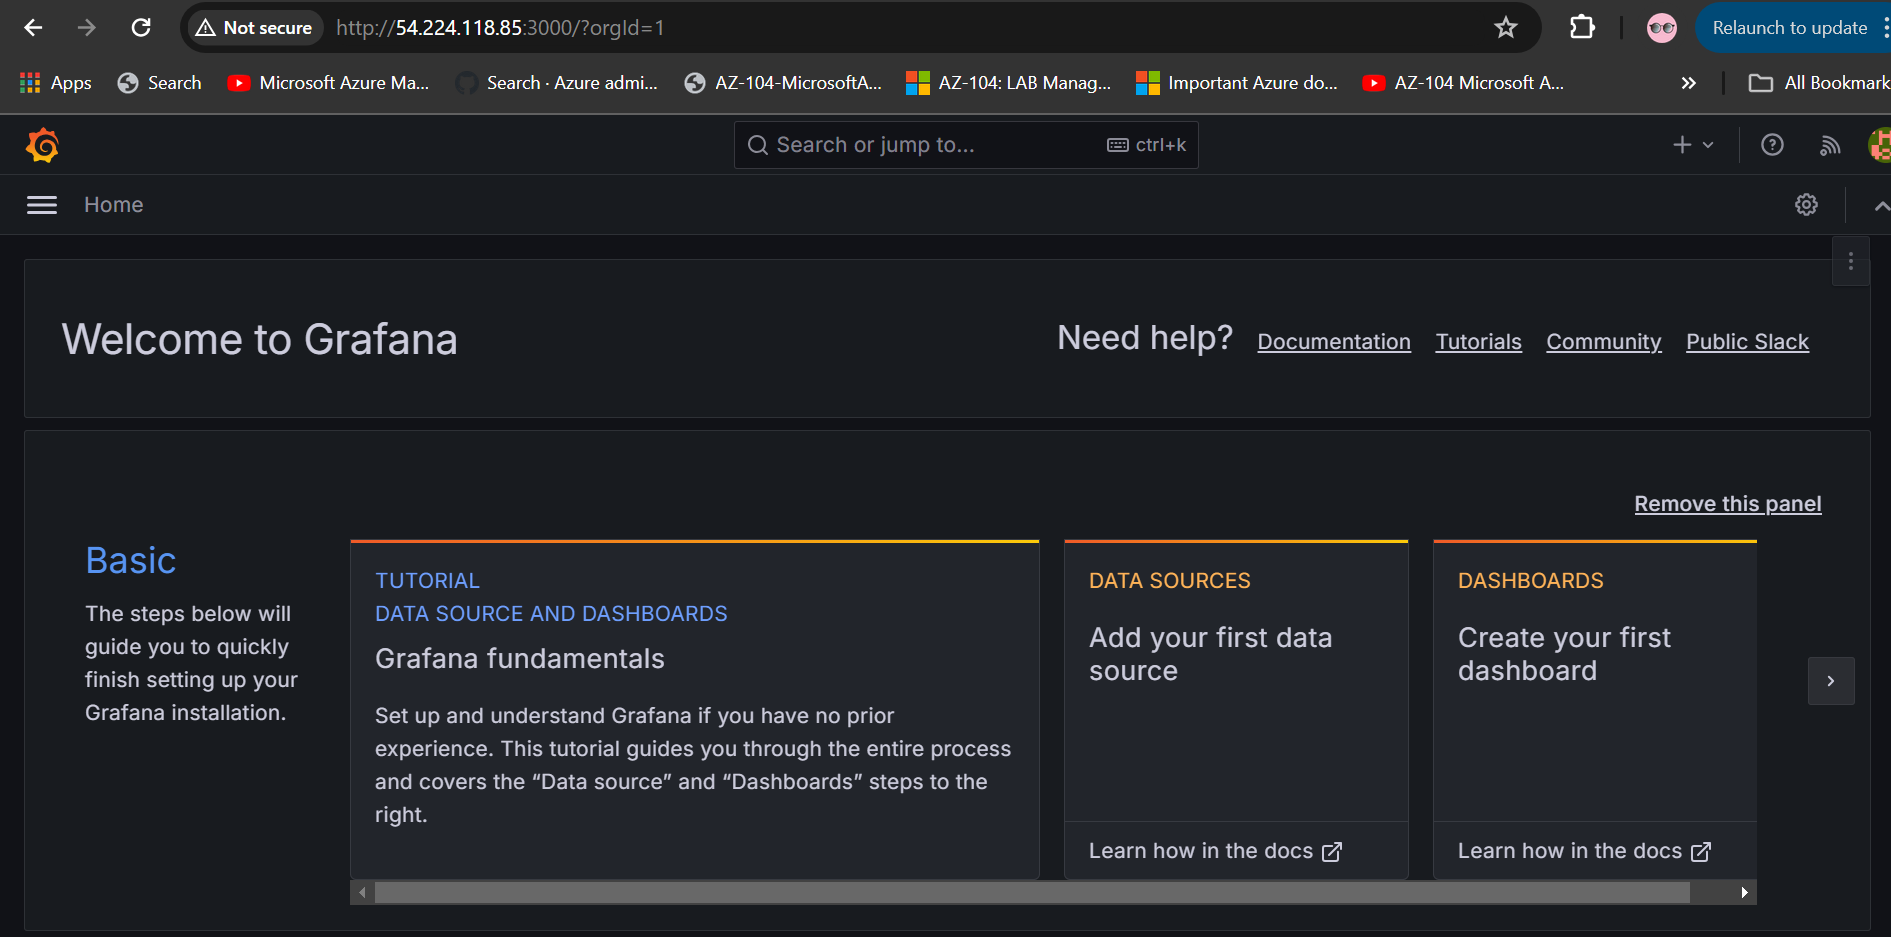 Not secure http://54.224.118.85:3000/?orgId=1 Relaunch to update
Apps Search Microsoft Azure Ma... Search · Azure admi... AZ-104-MicrosoftA... AZ-104: LAB Manag... Important Azure do... AZ-104 Microsoft A... » All Bookmark
Search or jump to... ctrl+k
Home
Welcome to Grafana
Need help? Documentation Tutorials Community Public Slack
Remove this panel
Basic
The steps below will
guide you to quickly
finish setting up your
Grafana installation.
TUTORIAL
DATA SOURCE AND DASHBOARDS
Grafana fundamentals
Set up and understand Grafana if you have no prior
experience. This tutorial guides you through the entire process
and covers the “Data source” and “Dashboards” steps to the
right.
DATA SOURCES
Add your first data
source
Learn how in the docs
DASHBOARDS
Create your first
dashboard
Learn how in the docs